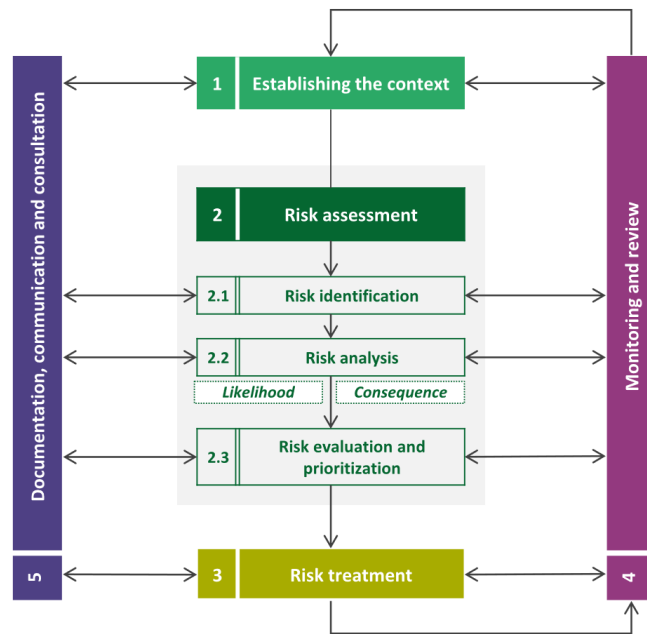 1 Establishing the context
2 Risk assessment
2.1 Risk identification
2.2 Risk analysis
Likelihood Consequence
2.3 Risk evaluation and
prioritization
3 Risk treatment
Documentation, communication and consultation
5
Monitoring and review
4